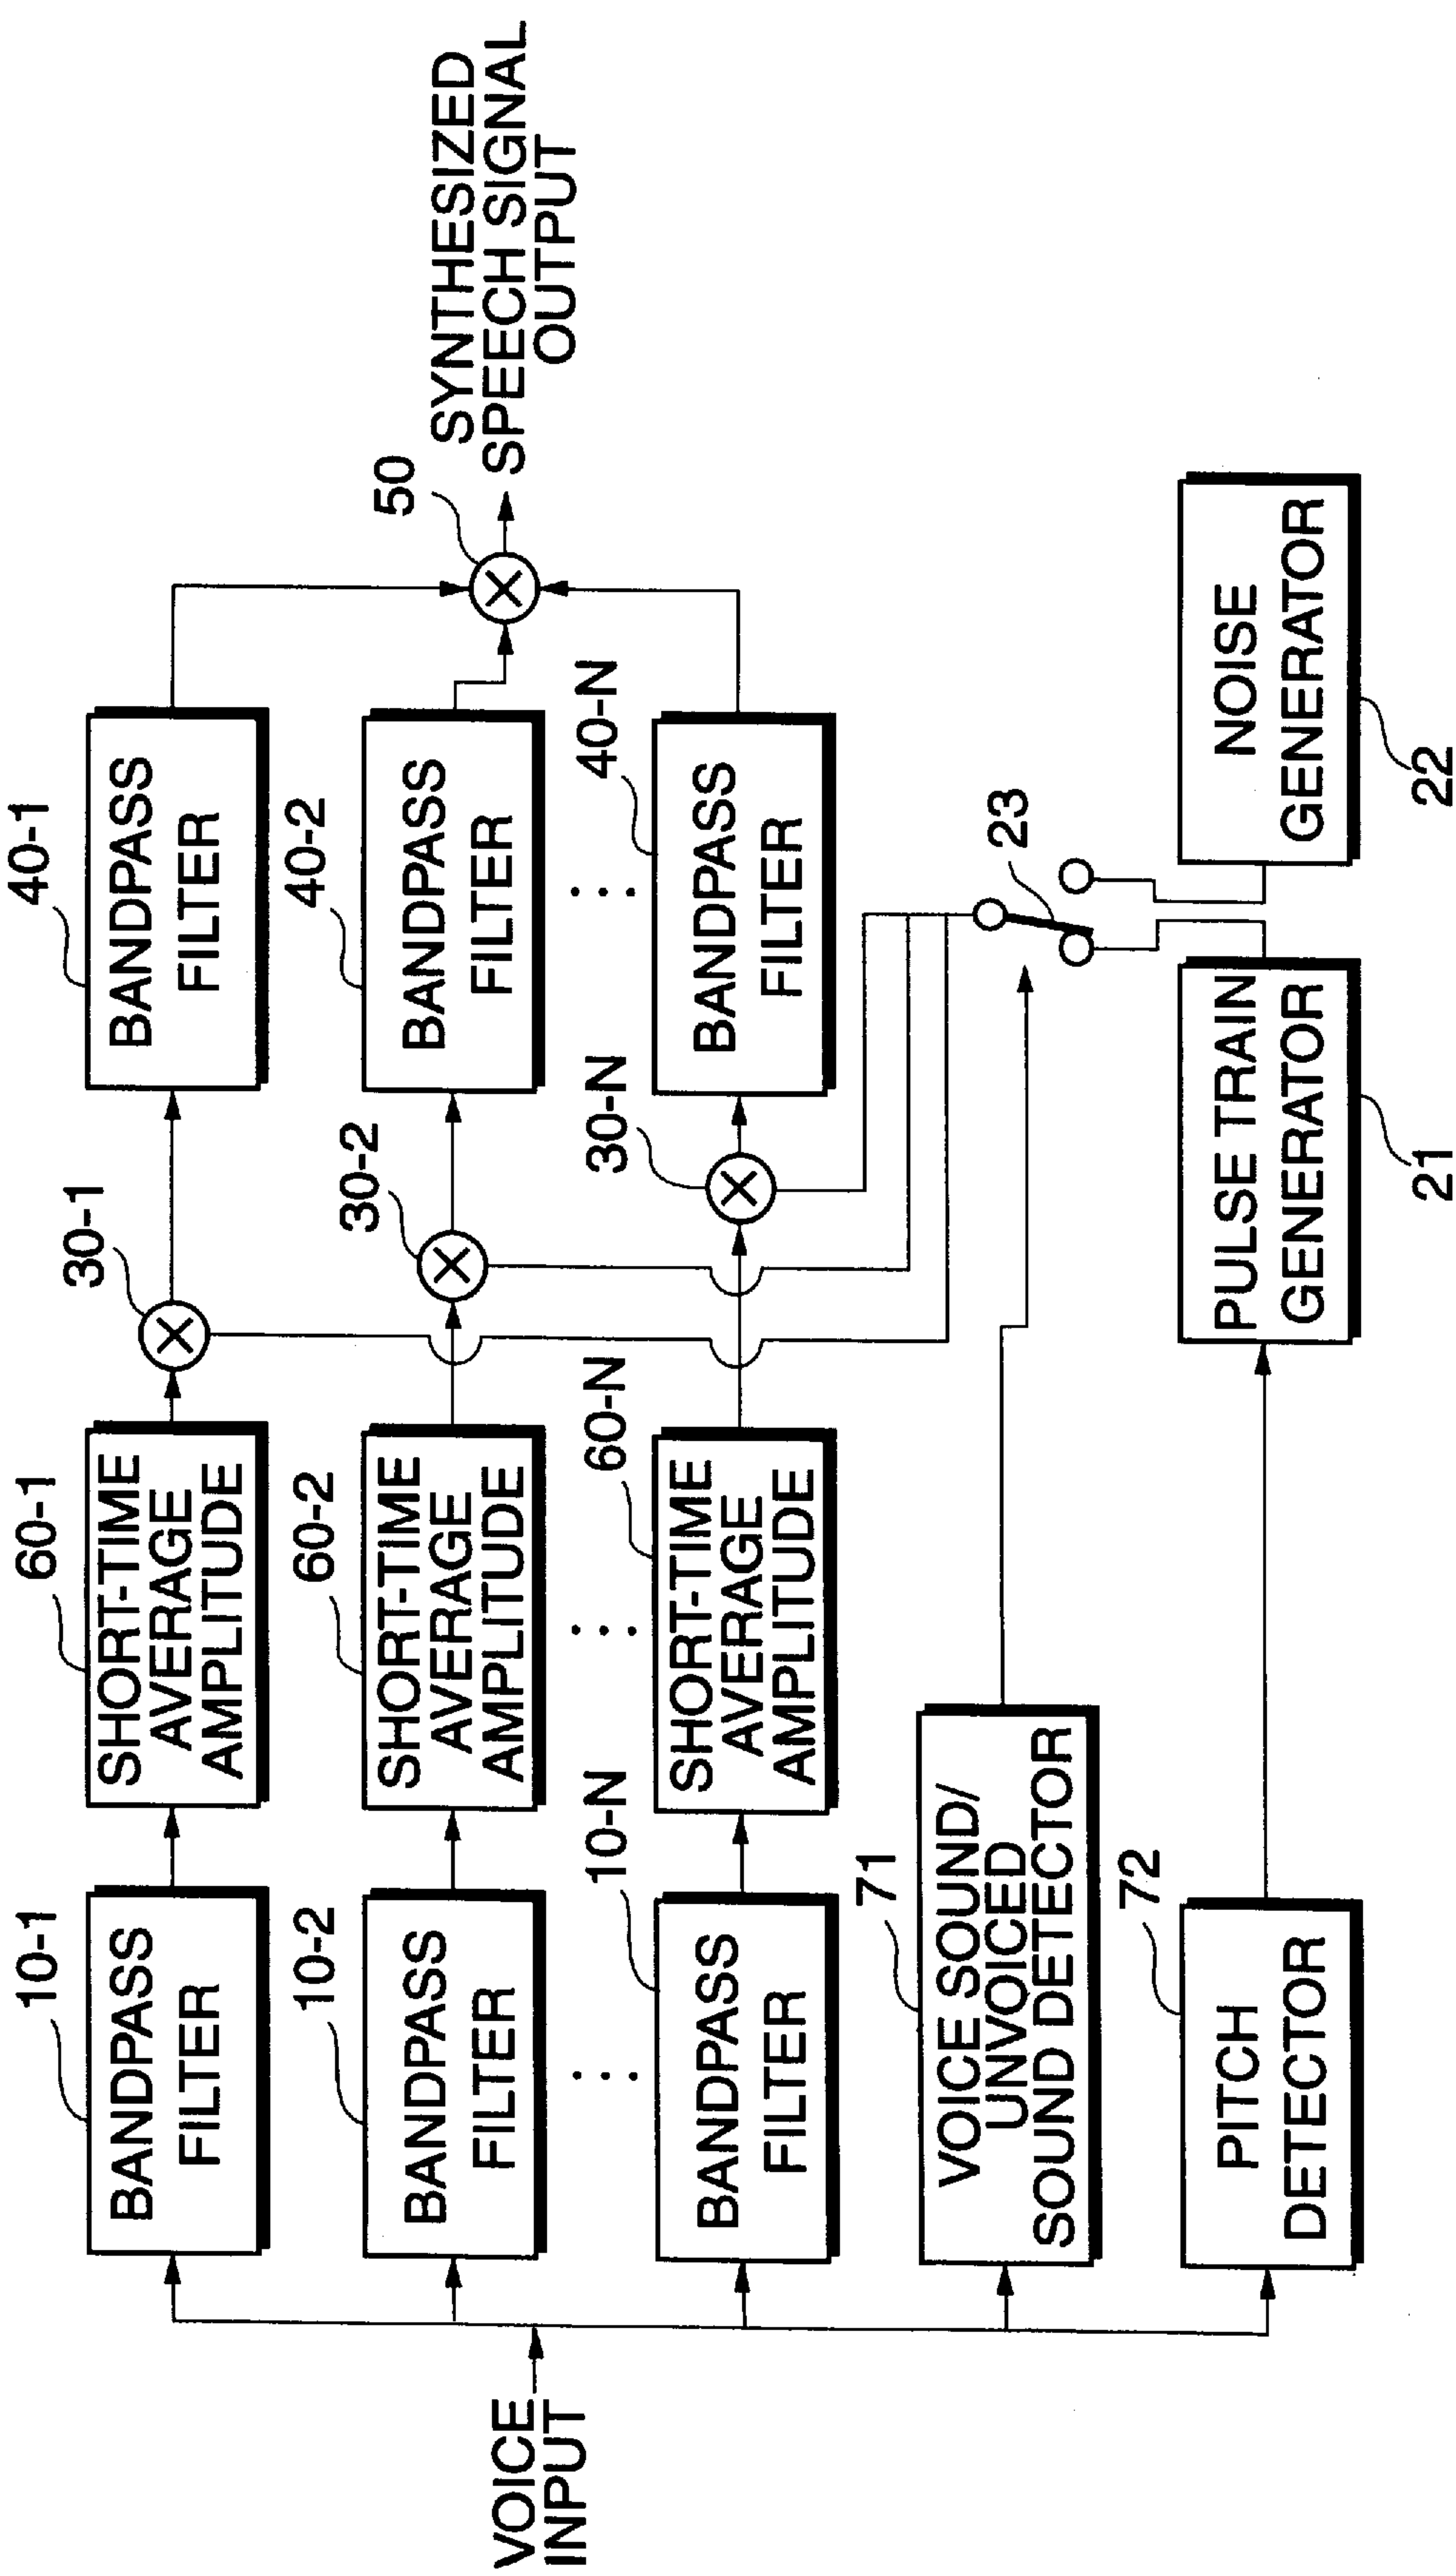 VOICE
INPUT
10-1
BANDPASS
FILTER
60-1
SHORT-TIME
AVERAGE
AMPLITUDE
30-1
40-1
BANDPASS
FILTER
10-2
BANDPASS
FILTER
60-2
SHORT-TIME
AVERAGE
AMPLITUDE
30-2
40-2
BANDPASS
FILTER
10-N
BANDPASS
FILTER
60-N
SHORT-TIME
AVERAGE
AMPLITUDE
30-N
40-N
BANDPASS
FILTER
50
SYNTHESIZED
SPEECH SIGNAL
OUTPUT
71
VOICE SOUND/
UNVOICED
SOUND DETECTOR
23
72
PITCH
DETECTOR
PULSE TRAIN
GENERATOR
21
NOISE
GENERATOR
22